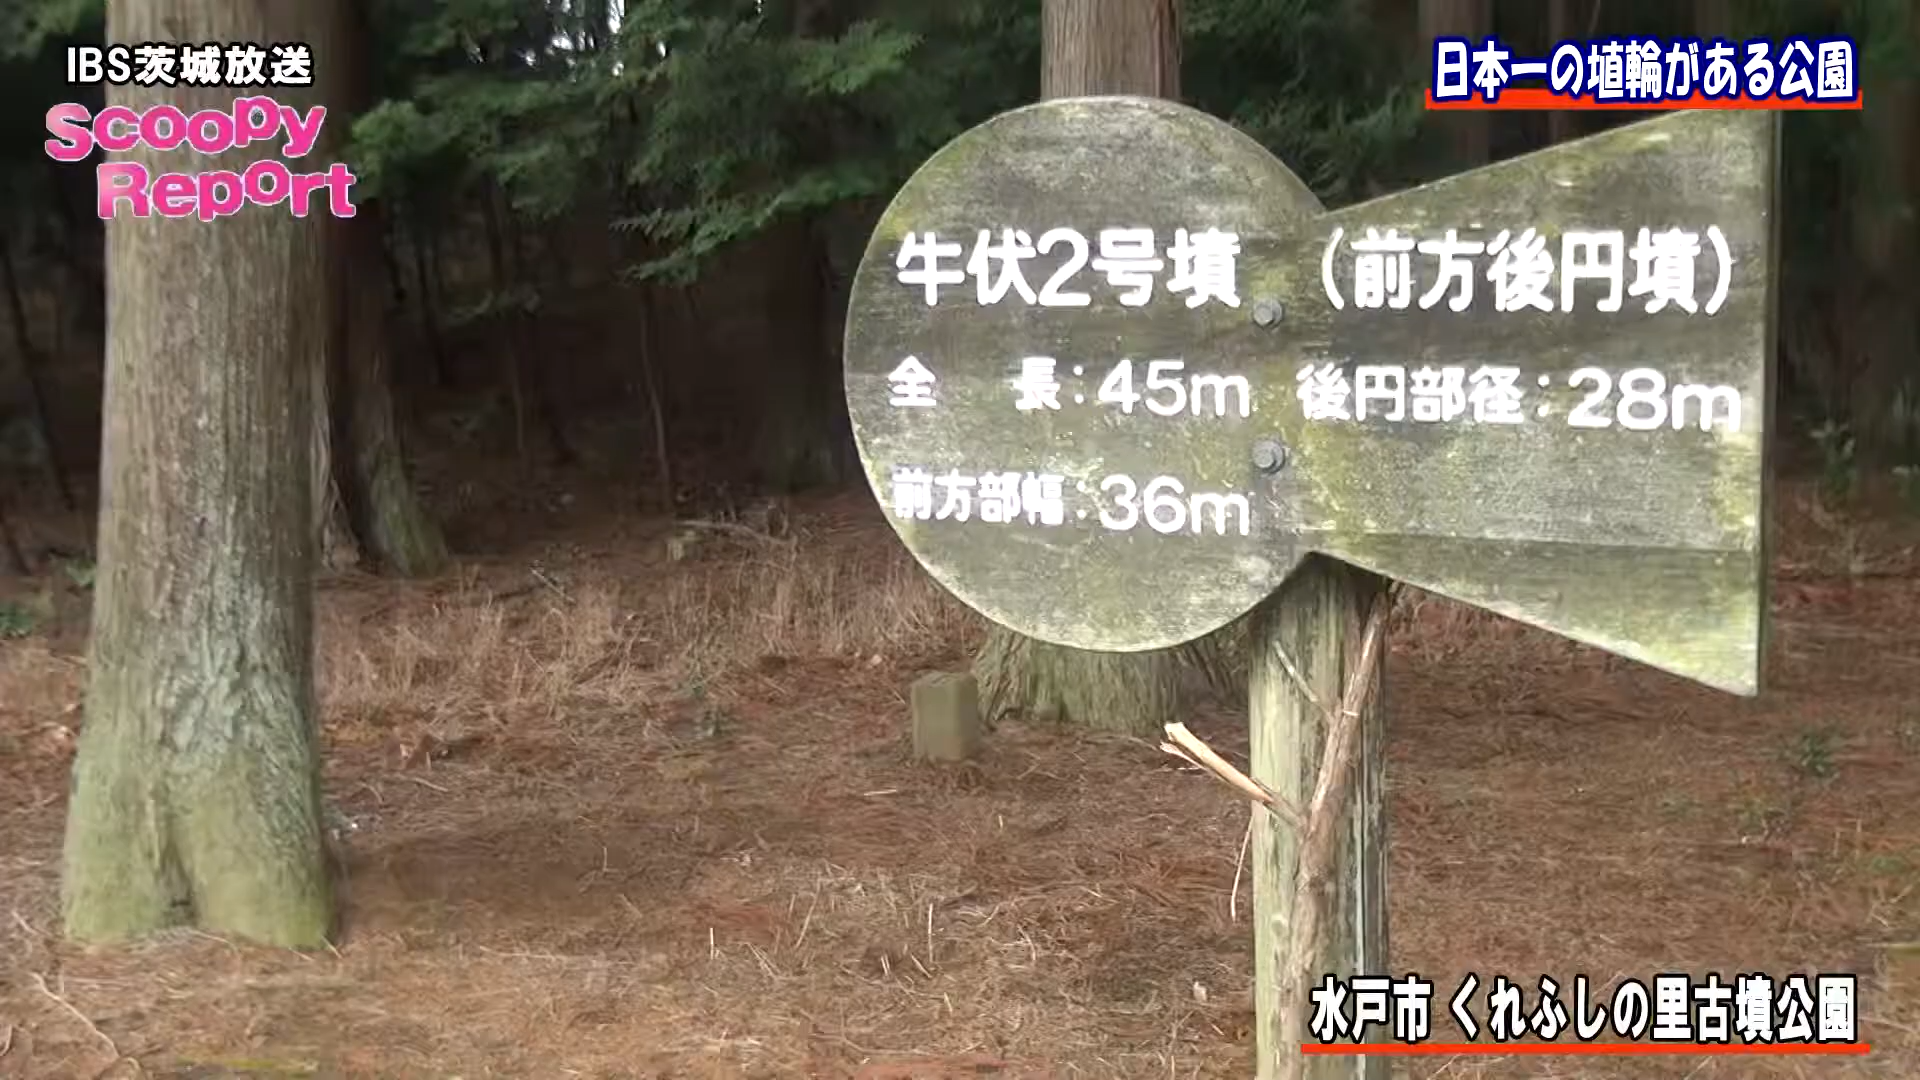 IBS茨城放送
Scoopy
Report
日本一の埴輪がある公園
牛伏2号墳 (前方後円墳)
全 長:45m 後円部径:28m
前方部幅:36m
水戸市 くれふしの里古墳公園